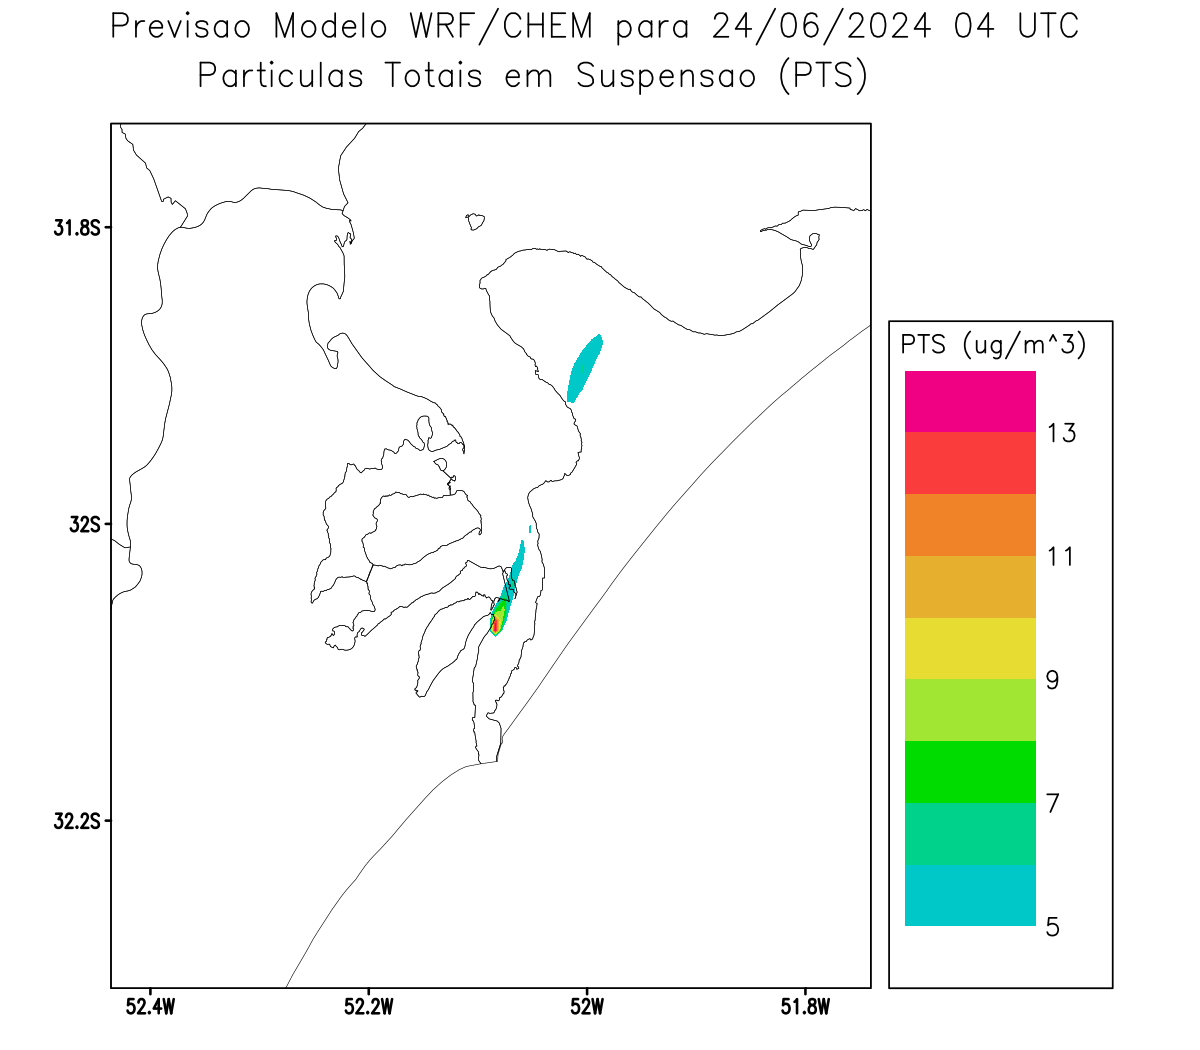 Previsao Modelo WRF/CHEM para 24/06/2024 04 UTC
Particulas Totais em Suspensao (PTS)
31.8S
32S
32.2S
52.4W
52.2W
52W
51.8W
PTS (ug/m^3)
13
11
9
7
5